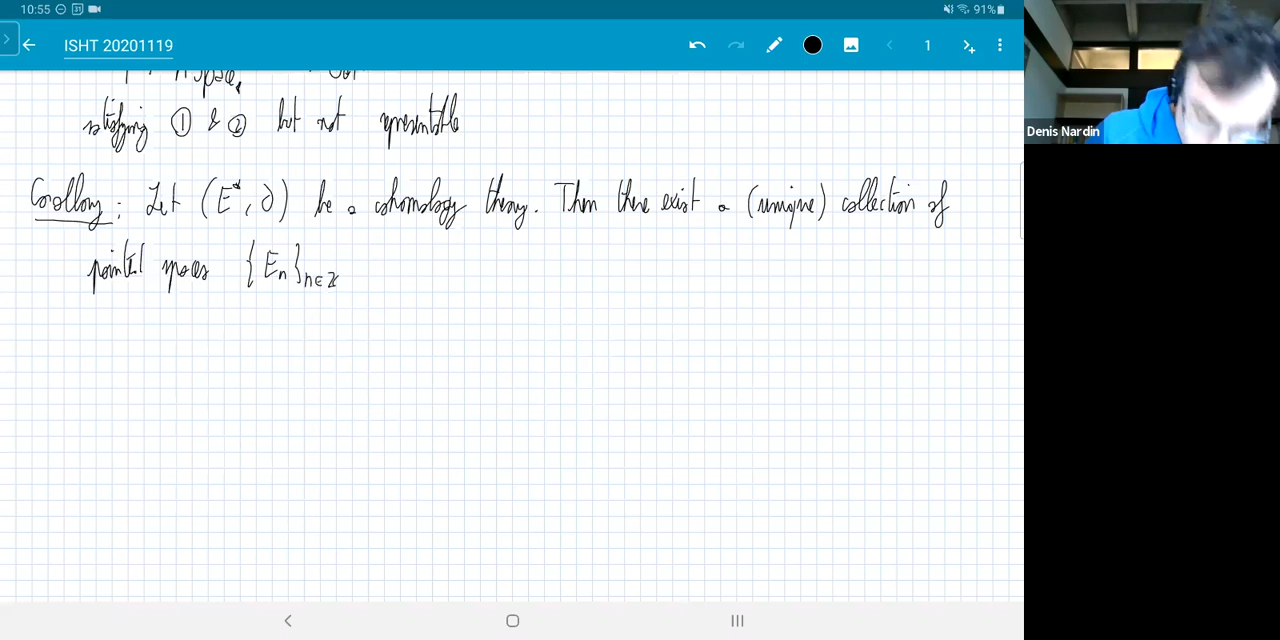 10:55 31 91%
ISHT 20201119 1
satisfying ① & ② but not representable
Corollary: Let (E*, ∂) be a cohomology theory. Then there exist a (unique) collection of
pointed spaces {Eₙ}ₙ∈ℤ
Denis Nardin